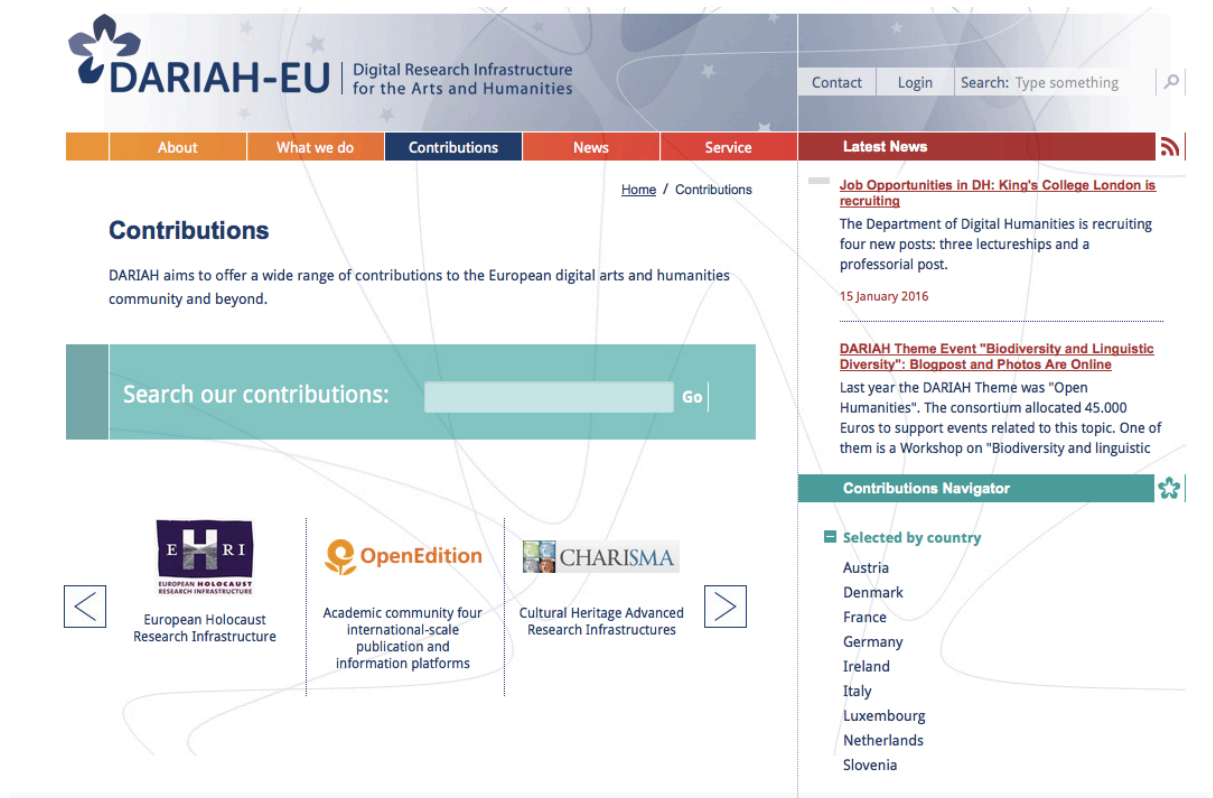 DARIAH-EU
Digital Research Infrastructure
for the Arts and Humanities
Contact
Login
Search: Type something
About
What we do
Contributions
News
Service
Home / Contributions
Contributions
DARIAH aims to offer a wide range of contributions to the European digital arts and humanities
community and beyond.
Search our contributions:
Go
EHRI
EUROPEAN HOLOCAUST
RESEARCH INFRASTRUCTURE
European Holocaust
Research Infrastructure
OpenEdition
Academic community four
international-scale
publication and
information platforms
CHARISMA
Cultural Heritage Advanced
Research Infrastructures
Latest News
Job Opportunities in DH: King's College London is
recruiting
The Department of Digital Humanities is recruiting
four new posts: three lectureships and a
professorial post.
15 January 2016
DARIAH Theme Event "Biodiversity and Linguistic
Diversity": Blogpost and Photos Are Online
Last year the DARIAH Theme was "Open
Humanities". The consortium allocated 45.000
Euros to support events related to this topic. One of
them is a Workshop on "Biodiversity and linguistic
Contributions Navigator
Selected by country
Austria
Denmark
France
Germany
Ireland
Italy
Luxembourg
Netherlands
Slovenia